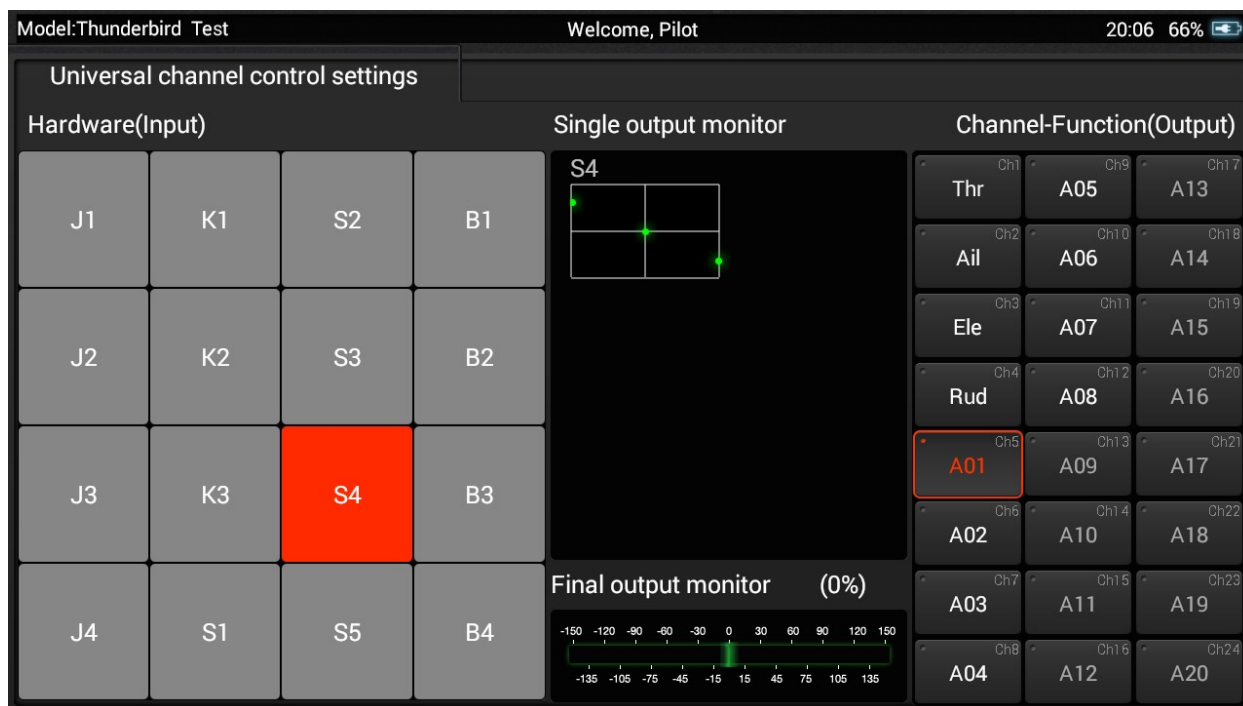 Model:Thunderbird Test Welcome, Pilot 20:06 66%
Universal channel control settings
Hardware(Input) Single output monitor Channel-Function(Output)
J1 K1 S2 B1
J2 K2 S3 B2
J3 K3 S4 B3
J4 S1 S5 B4
S4
Final output monitor (0%)
-150 -120 -90 -60 -30 0 30 60 90 120 150
-135 -105 -75 -45 -15 15 45 75 105 135
Ch1 Ch9 Ch17
Thr A05 A13
Ch2 Ch10 Ch18
Ail A06 A14
Ch3 Ch11 Ch19
Ele A07 A15
Ch4 Ch12 Ch20
Rud A08 A16
Ch5 Ch13 Ch21
A01 A09 A17
Ch6 Ch14 Ch22
A02 A10 A18
Ch7 Ch15 Ch23
A03 A11 A19
Ch8 Ch16 Ch24
A04 A12 A20